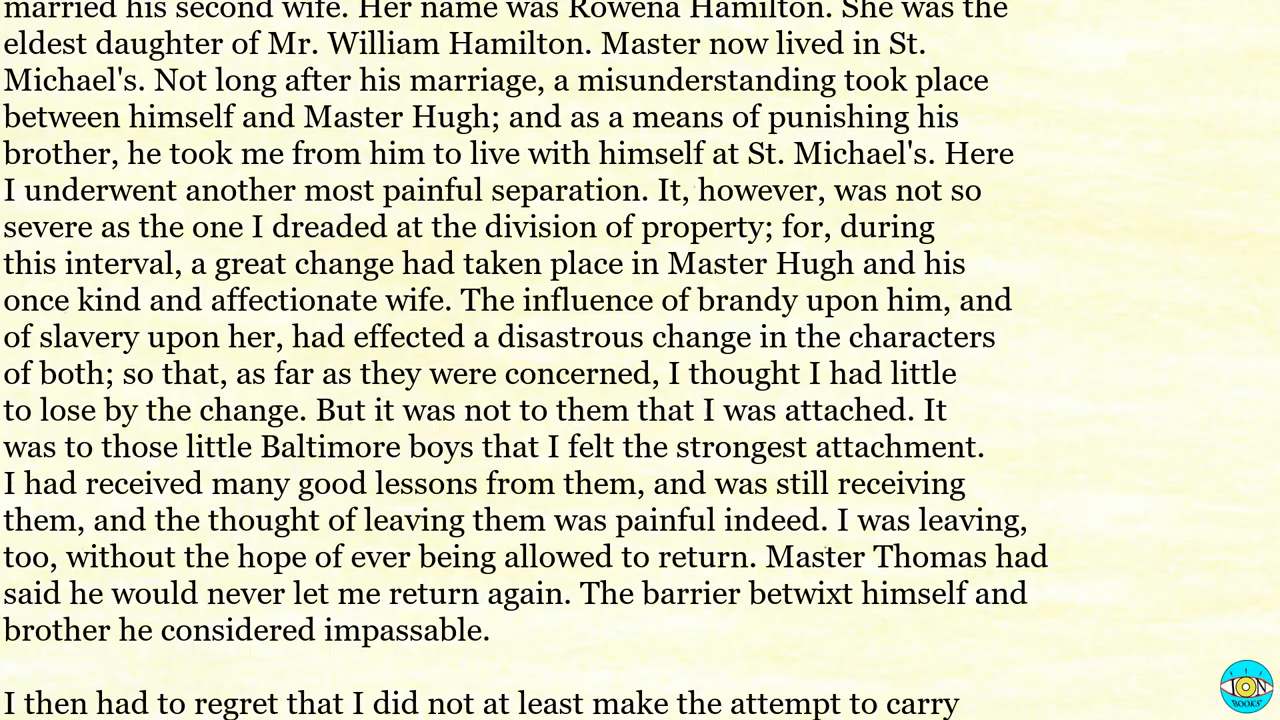 married his second wife. Her name was Rowena Hamilton. She was the
eldest daughter of Mr. William Hamilton. Master now lived in St.
Michael's. Not long after his marriage, a misunderstanding took place
between himself and Master Hugh; and as a means of punishing his
brother, he took me from him to live with himself at St. Michael's. Here
I underwent another most painful separation. It, however, was not so
severe as the one I dreaded at the division of property; for, during
this interval, a great change had taken place in Master Hugh and his
once kind and affectionate wife. The influence of brandy upon him, and
of slavery upon her, had effected a disastrous change in the characters
of both; so that, as far as they were concerned, I thought I had little
to lose by the change. But it was not to them that I was attached. It
was to those little Baltimore boys that I felt the strongest attachment.
I had received many good lessons from them, and was still receiving
them, and the thought of leaving them was painful indeed. I was leaving,
too, without the hope of ever being allowed to return. Master Thomas had
said he would never let me return again. The barrier betwixt himself and
brother he considered impassable.
I then had to regret that I did not at least make the attempt to carry
ION
BOOKS